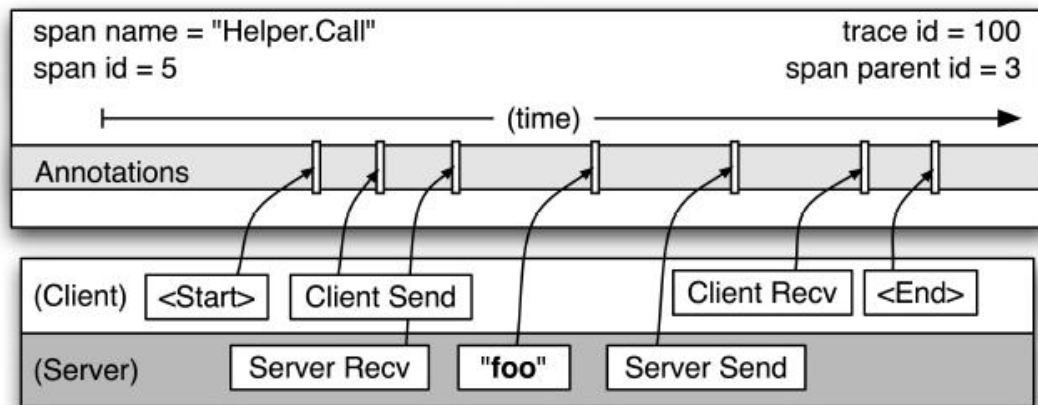 span name = "Helper.Call" trace id = 100
span id = 5 span parent id = 3
(time)
Annotations
(Client) <Start> Client Send Client Recv <End>
(Server) Server Recv "foo" Server Send